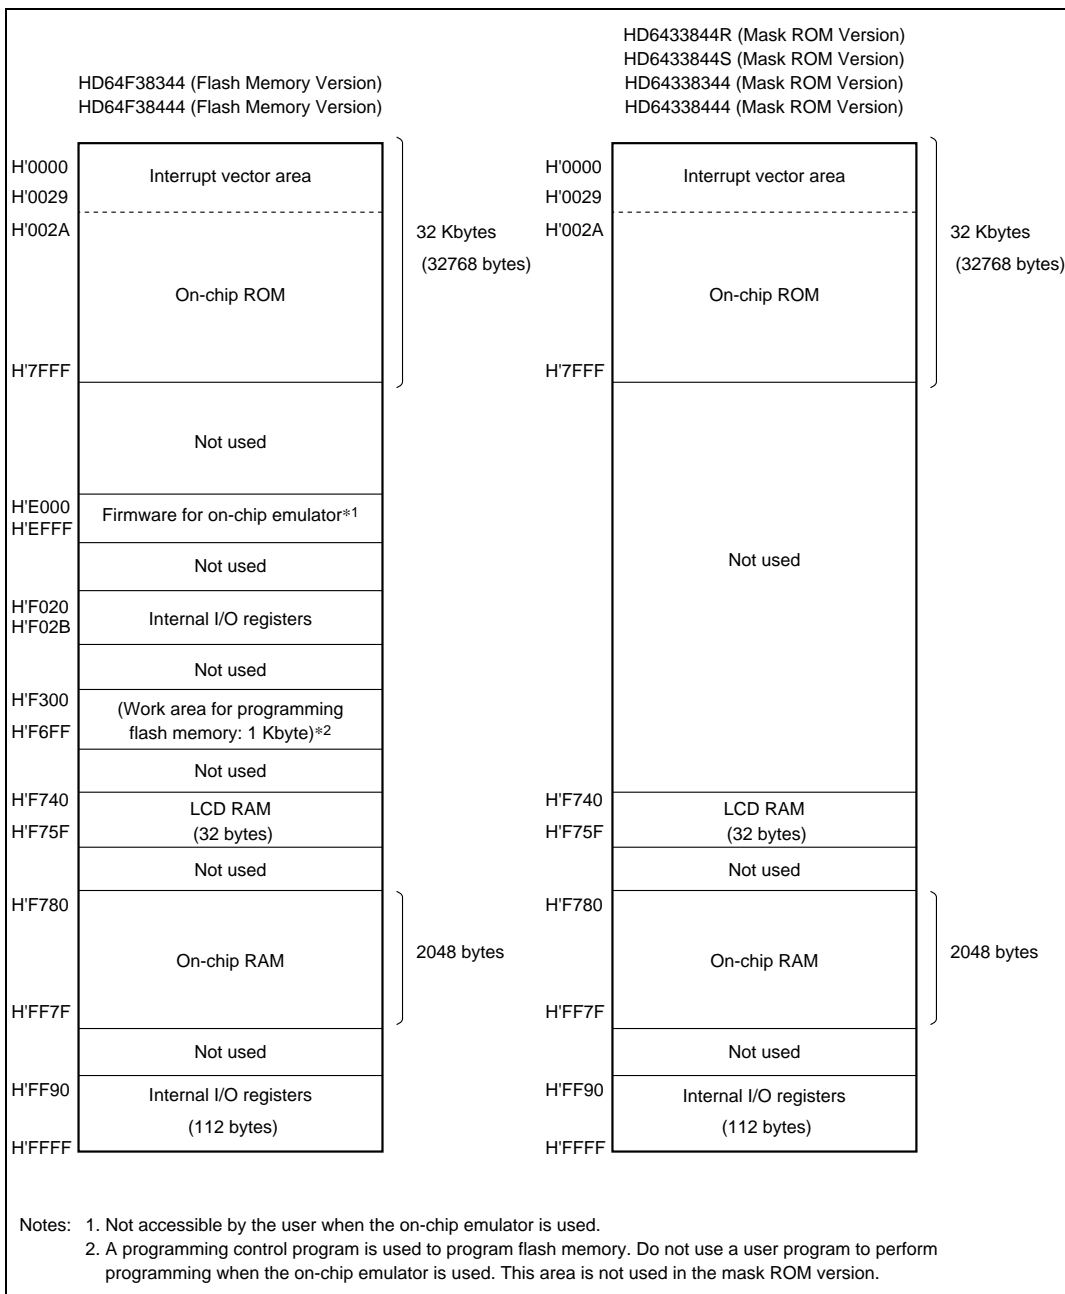 HD64F38344 (Flash Memory Version)
HD64F38444 (Flash Memory Version)
H'0000
Interrupt vector area
H'0029
H'002A
32 Kbytes
(32768 bytes)
On-chip ROM
H'7FFF
Not used
H'E000
Firmware for on-chip emulator*1
H'EFFF
Not used
H'F020
Internal I/O registers
H'F02B
Not used
H'F300
(Work area for programming
flash memory: 1 Kbyte)*2
H'F6FF
Not used
H'F740
LCD RAM
(32 bytes)
H'F75F
Not used
H'F780
On-chip RAM
2048 bytes
H'FF7F
Not used
H'FF90
Internal I/O registers
(112 bytes)
H'FFFF
HD6433844R (Mask ROM Version)
HD6433844S (Mask ROM Version)
HD64338344 (Mask ROM Version)
HD64338444 (Mask ROM Version)
H'0000
Interrupt vector area
H'0029
H'002A
32 Kbytes
(32768 bytes)
On-chip ROM
H'7FFF
Not used
H'F740
LCD RAM
(32 bytes)
H'F75F
Not used
H'F780
On-chip RAM
2048 bytes
H'FF7F
Not used
H'FF90
Internal I/O registers
(112 bytes)
H'FFFF
Notes: 1. Not accessible by the user when the on-chip emulator is used.
2. A programming control program is used to program flash memory. Do not use a user program to perform
programming when the on-chip emulator is used. This area is not used in the mask ROM version.